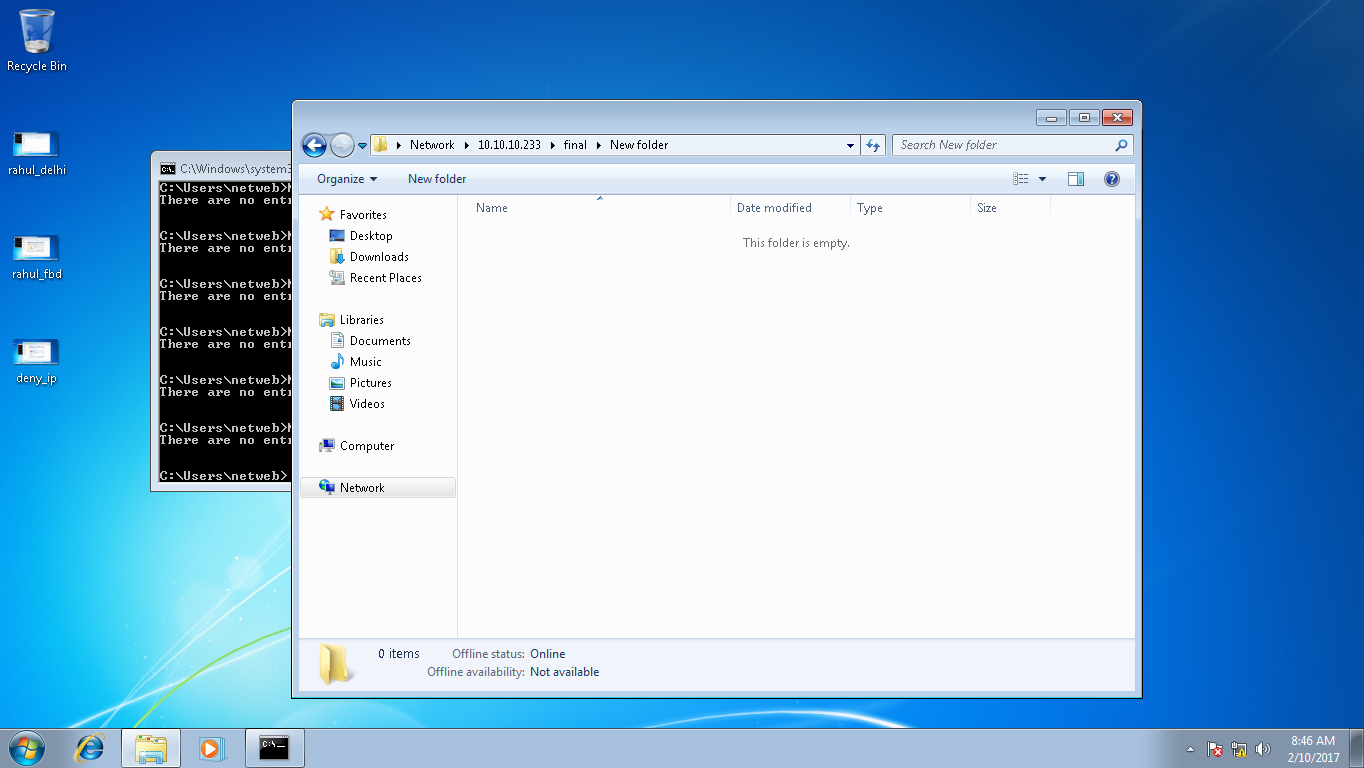 Recycle Bin
rahul_delhi
rahul_fbd
deny_ip
C:\Windows\system3
C:\Users\netweb>
There are no entr
C:\Users\netweb>
There are no entr
C:\Users\netweb>
There are no entr
C:\Users\netweb>
There are no entr
C:\Users\netweb>
There are no entr
C:\Users\netweb>
There are no entr
C:\Users\netweb>
Network 10.10.10.233 final New folder
Search New folder
Organize New folder
Name Date modified Type Size
This folder is empty.
Favorites
Desktop
Downloads
Recent Places
Libraries
Documents
Music
Pictures
Videos
Computer
Network
0 items Offline status: Online
Offline availability: Not available
C:\_
8:46 AM
2/10/2017